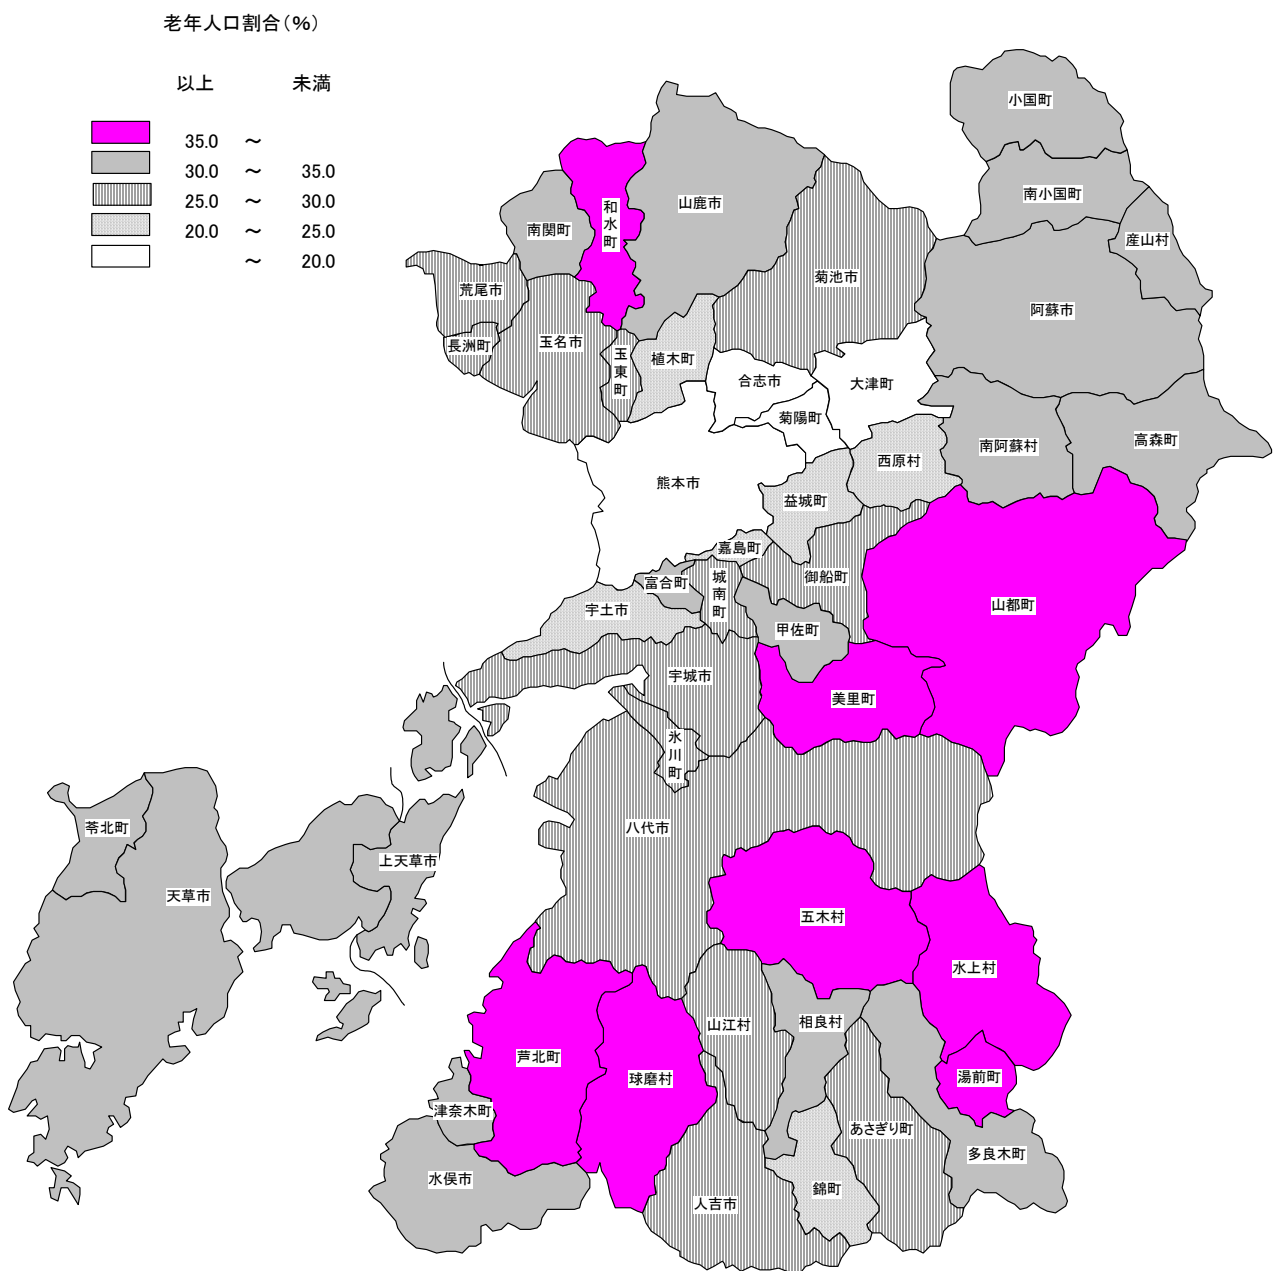 老年人口割合(%)
以上 未満
35.0 ～
30.0 ～ 35.0
25.0 ～ 30.0
20.0 ～ 25.0
～ 20.0
小国町
南小国町
産山村
和水町
山鹿市
南関町
菊池市
荒尾市
阿蘇市
長洲町
玉名市
玉東町
植木町
合志市
大津町
菊陽町
南阿蘇村
高森町
西原村
熊本市
益城町
嘉島町
御船町
富合町
城南町
山都町
宇土市
甲佐町
宇城市
美里町
氷川町
八代市
苓北町
上天草市
天草市
五木村
水上村
相良村
山江村
芦北町
球磨村
湯前町
津奈木町
あさぎり町
多良木町
水俣市
錦町
人吉市